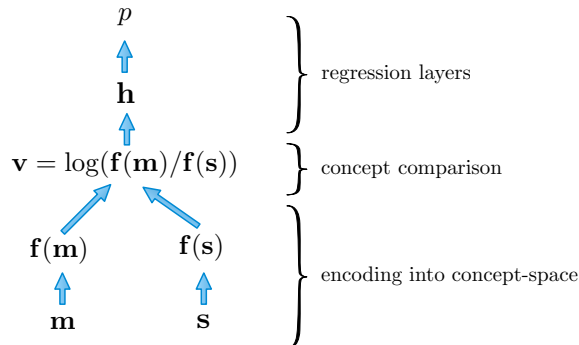 p
regression layers
h
v = log(f(m)/f(s))
concept comparison
f(m)
f(s)
encoding into concept-space
m
s